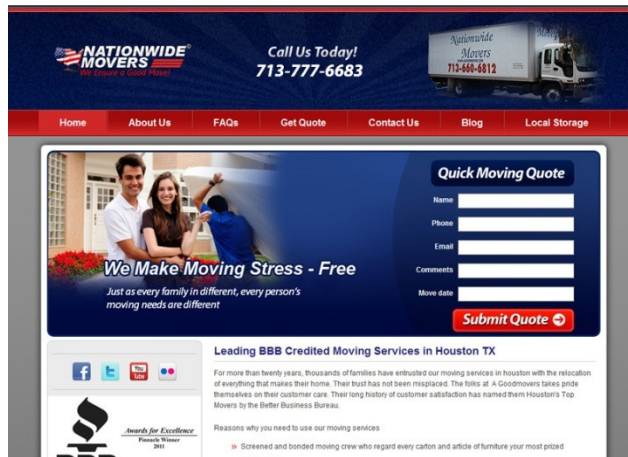 NATIONWIDE®
MOVERS
We Ensure a Good Move!
Call Us Today!
713-777-6683
Nationwide
Movers
713-660-6812
Home
About Us
FAQs
Get Quote
Contact Us
Blog
Local Storage
Quick Moving Quote
Name
Phone
Email
Comments
Move date
Submit Quote
We Make Moving Stress - Free
Just as every family in different, every person's
moving needs are different
Leading BBB Credited Moving Services in Houston TX
For more than twenty years, thousands of families have entrusted our moving services in houston with the relocation
of everything that makes their home. Their trust has not been misplaced. The folks at A Goodmovers takes pride
themselves on their customer care. Their long history of customer satisfaction has named them Houston's Top
Movers by the Better Business Bureau.
Reasons why you need to use our moving services
Screened and bonded moving crew who regard every carton and article of furniture your most prized
f
t
You
Tube
Awards for Excellence
Pinnacle Winner
2011
BBB